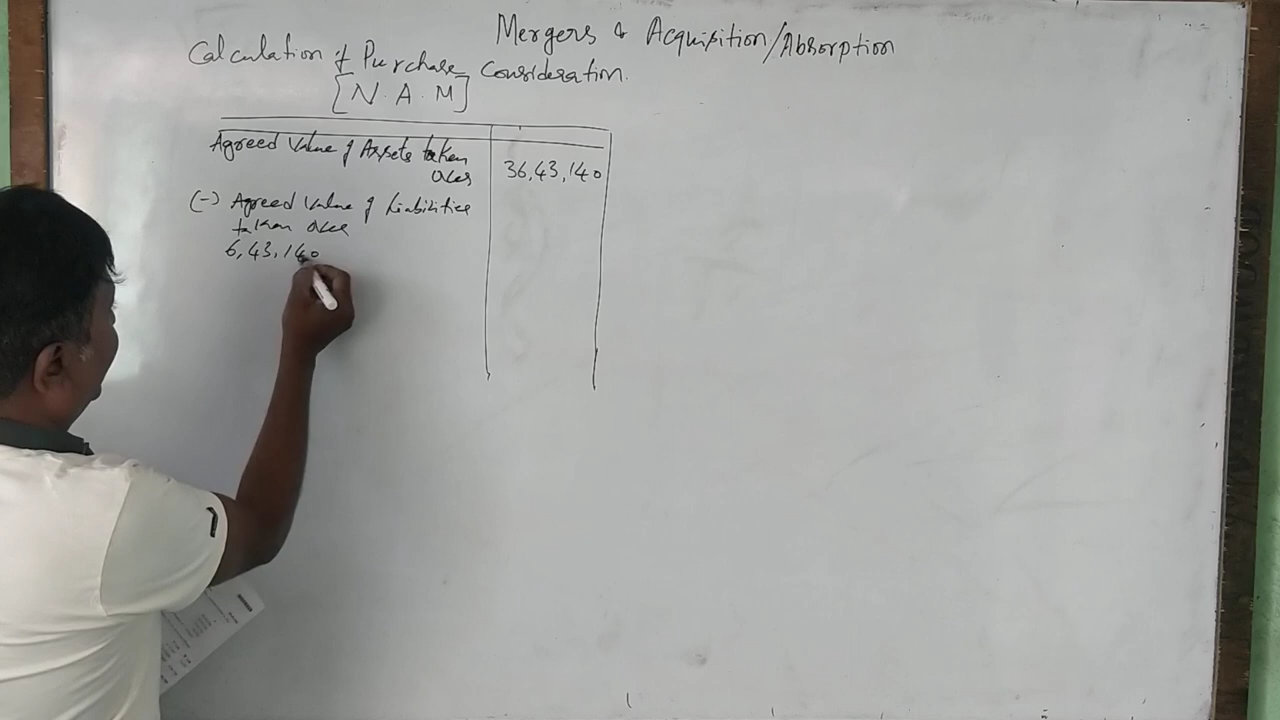 Mergers & Acquisition/Absorption
Calculation of Purchase Consideration.
[N.A.M]
Agreed Value of Assets taken
over
36,43,140
(-) Agreed Value of Liabilities
taken over
6,43,140